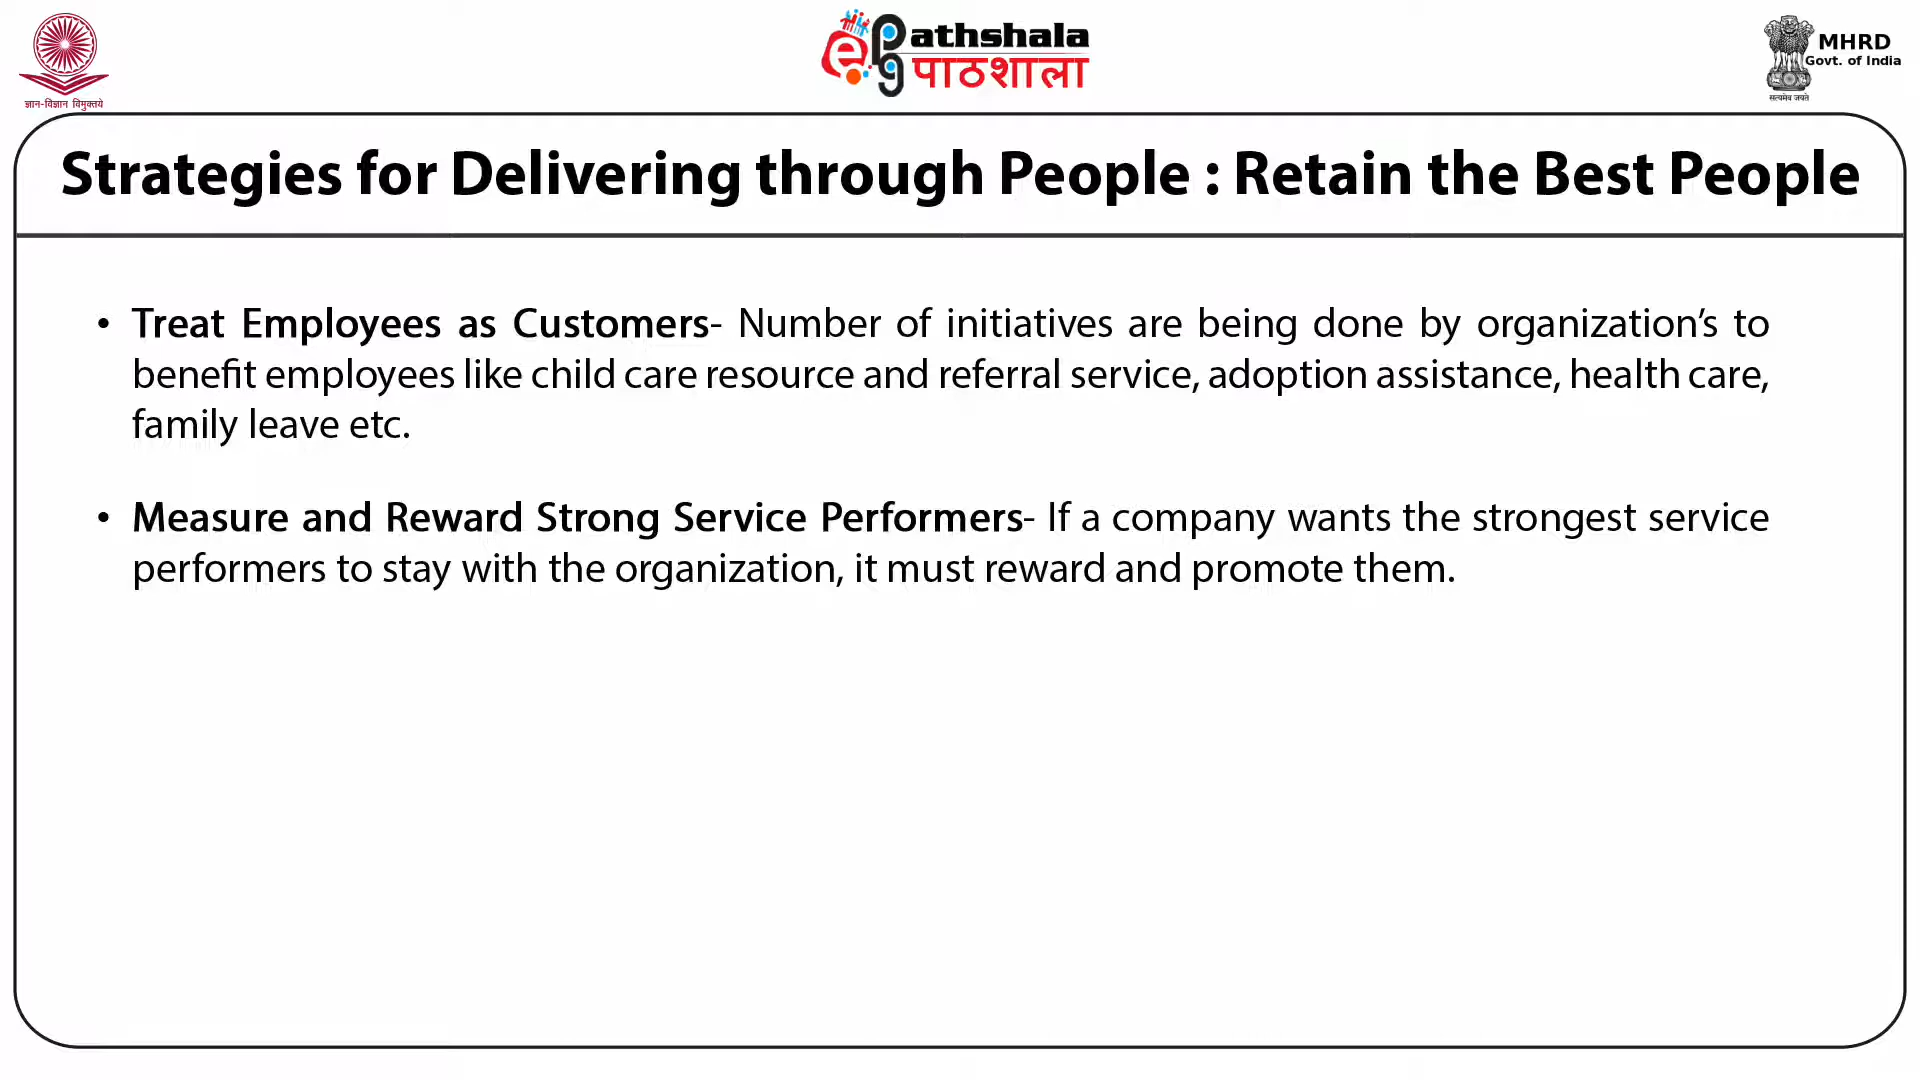 ज्ञान-विज्ञान विमुक्तये
ePathshala
पाठशाला
MHRD
Govt. of India
सत्यमेव जयते
Strategies for Delivering through People : Retain the Best People
• Treat Employees as Customers- Number of initiatives are being done by organization’s to
benefit employees like child care resource and referral service, adoption assistance, health care,
family leave etc.
• Measure and Reward Strong Service Performers- If a company wants the strongest service
performers to stay with the organization, it must reward and promote them.